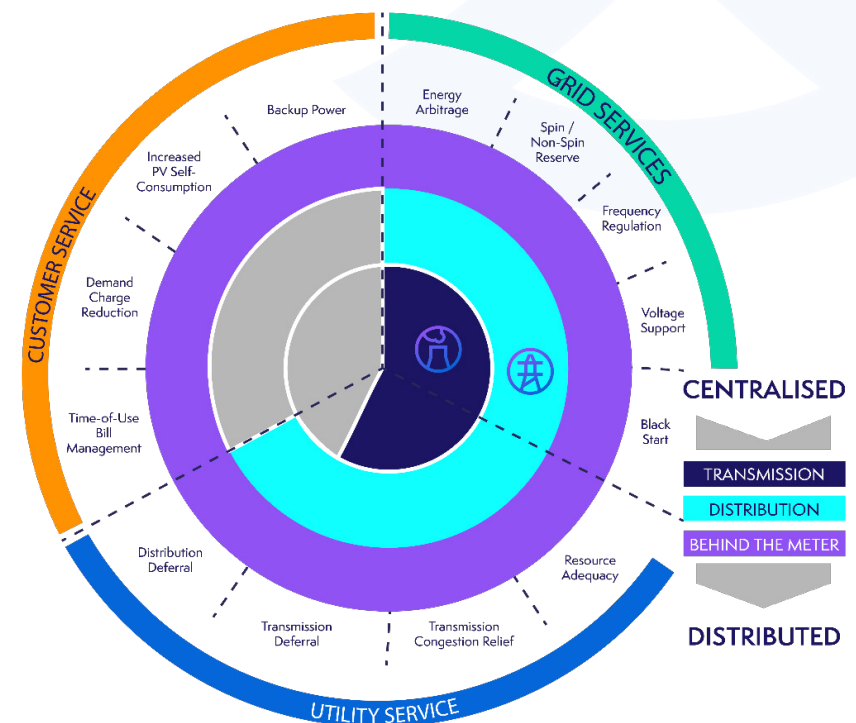 GRID SERVICES
Energy
Arbitrage
Spin /
Non-Spin
Reserve
Frequency
Regulation
Voltage
Support
Black
Start
UTILITY SERVICE
Resource
Adequacy
Transmission
Congestion Relief
Transmission
Deferral
Distribution
Deferral
CUSTOMER SERVICE
Time-of-Use
Bill
Management
Demand
Charge
Reduction
Increased
PV Self-
Consumption
Backup Power
CENTRALISED
TRANSMISSION
DISTRIBUTION
BEHIND THE METER
DISTRIBUTED